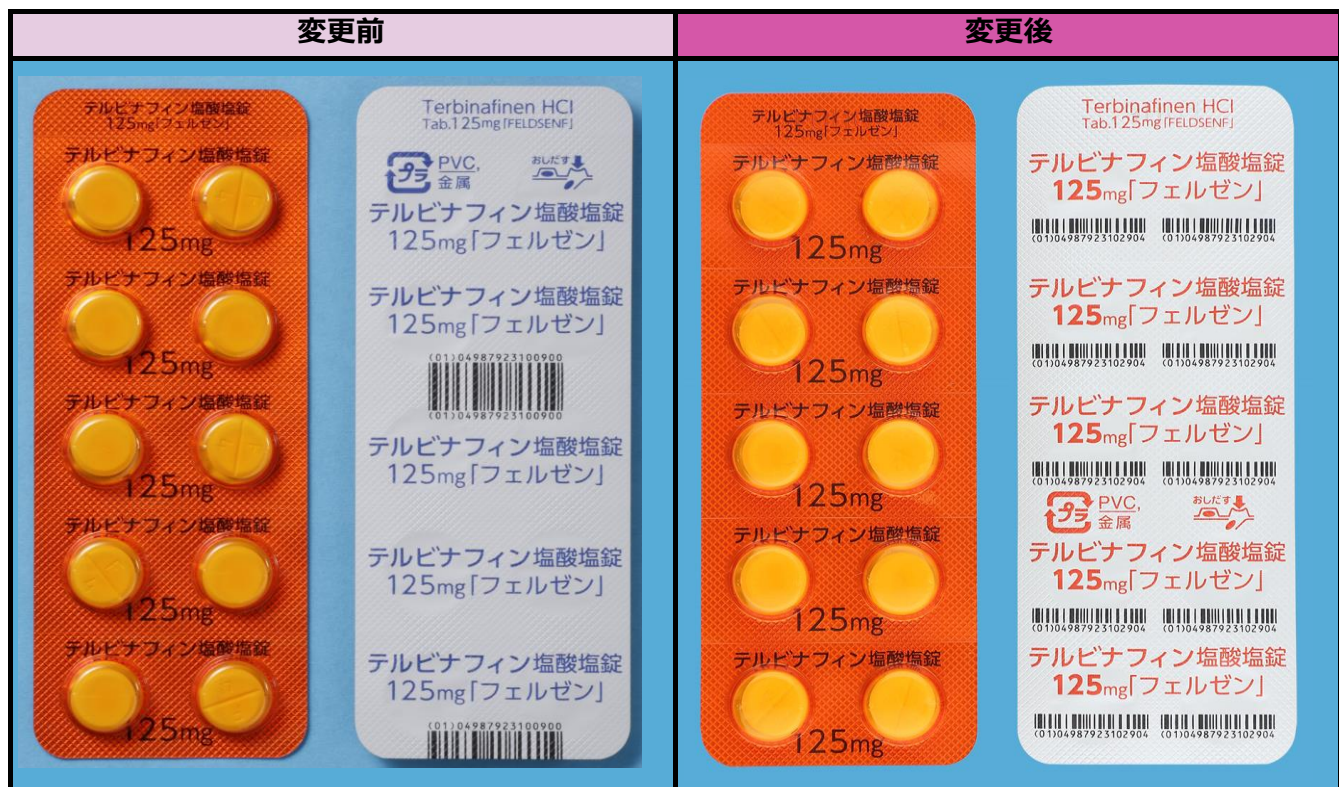 変更前
変更後
テルビナフィン塩酸塩錠
125mg「フェルゼン」
テルビナフィン塩酸塩錠
125mg
テルビナフィン塩酸塩錠
125mg
テルビナフィン塩酸塩錠
125mg
テルビナフィン塩酸塩錠
125mg
テルビナフィン塩酸塩錠
125mg
Terbinafinen HCl
Tab.125mg「FELDSENF」
プラ
PVC,
金属
おしだす
テルビナフィン塩酸塩錠
125mg「フェルゼン」
テルビナフィン塩酸塩錠
125mg「フェルゼン」
(01)04987923100900
(01)04987923100900
テルビナフィン塩酸塩錠
125mg「フェルゼン」
テルビナフィン塩酸塩錠
125mg「フェルゼン」
テルビナフィン塩酸塩錠
125mg「フェルゼン」
(01)04987923100900
テルビナフィン塩酸塩錠
125mg「フェルゼン」
テルビナフィン塩酸塩錠
125mg
テルビナフィン塩酸塩錠
125mg
テルビナフィン塩酸塩錠
125mg
テルビナフィン塩酸塩錠
125mg
テルビナフィン塩酸塩錠
125mg
Terbinafinen HCl
Tab.125mg「FELDSENF」
テルビナフィン塩酸塩錠
125mg「フェルゼン」
(01)04987923102904 (01)04987923102904
テルビナフィン塩酸塩錠
125mg「フェルゼン」
(01)04987923102904 (01)04987923102904
テルビナフィン塩酸塩錠
125mg「フェルゼン」
(01)04987923102904 (01)04987923102904
プラ
PVC,
金属
おしだす
テルビナフィン塩酸塩錠
125mg「フェルゼン」
(01)04987923102904 (01)04987923102904
テルビナフィン塩酸塩錠
125mg「フェルゼン」
(01)04987923102904 (01)04987923102904